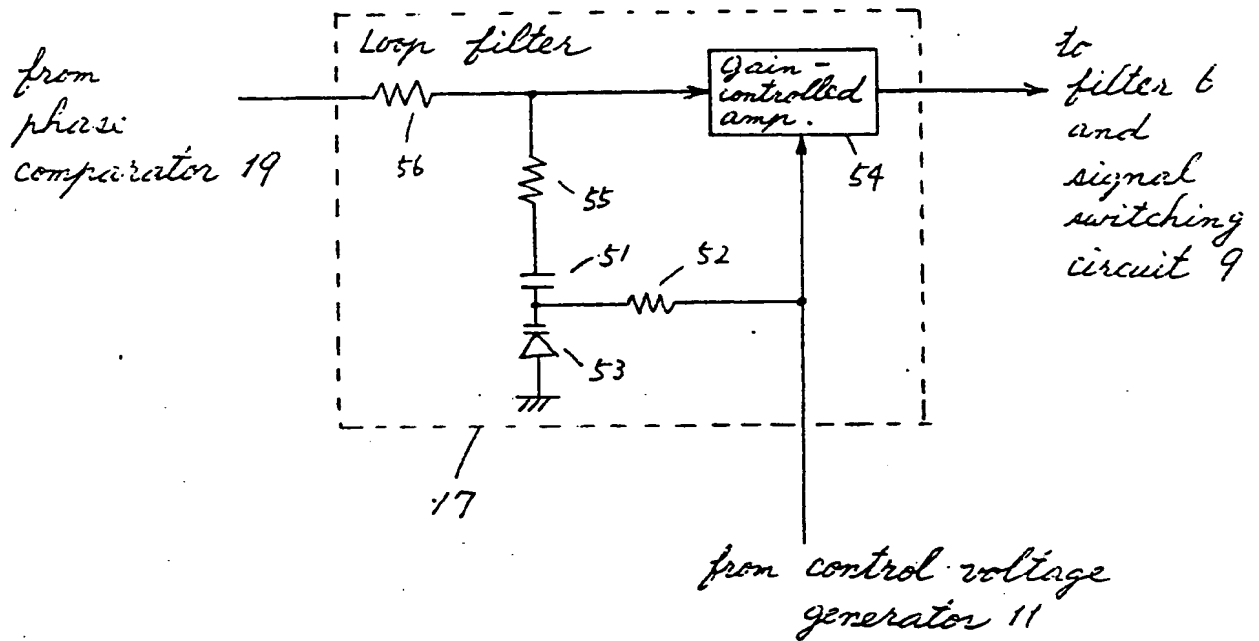 Loop filter
from
phase
comparator 19
56
gain-
controlled
amp.
54
to
filter 6
and
signal
switching
circuit 9
55
51
52
53
17
from control voltage
generator 11